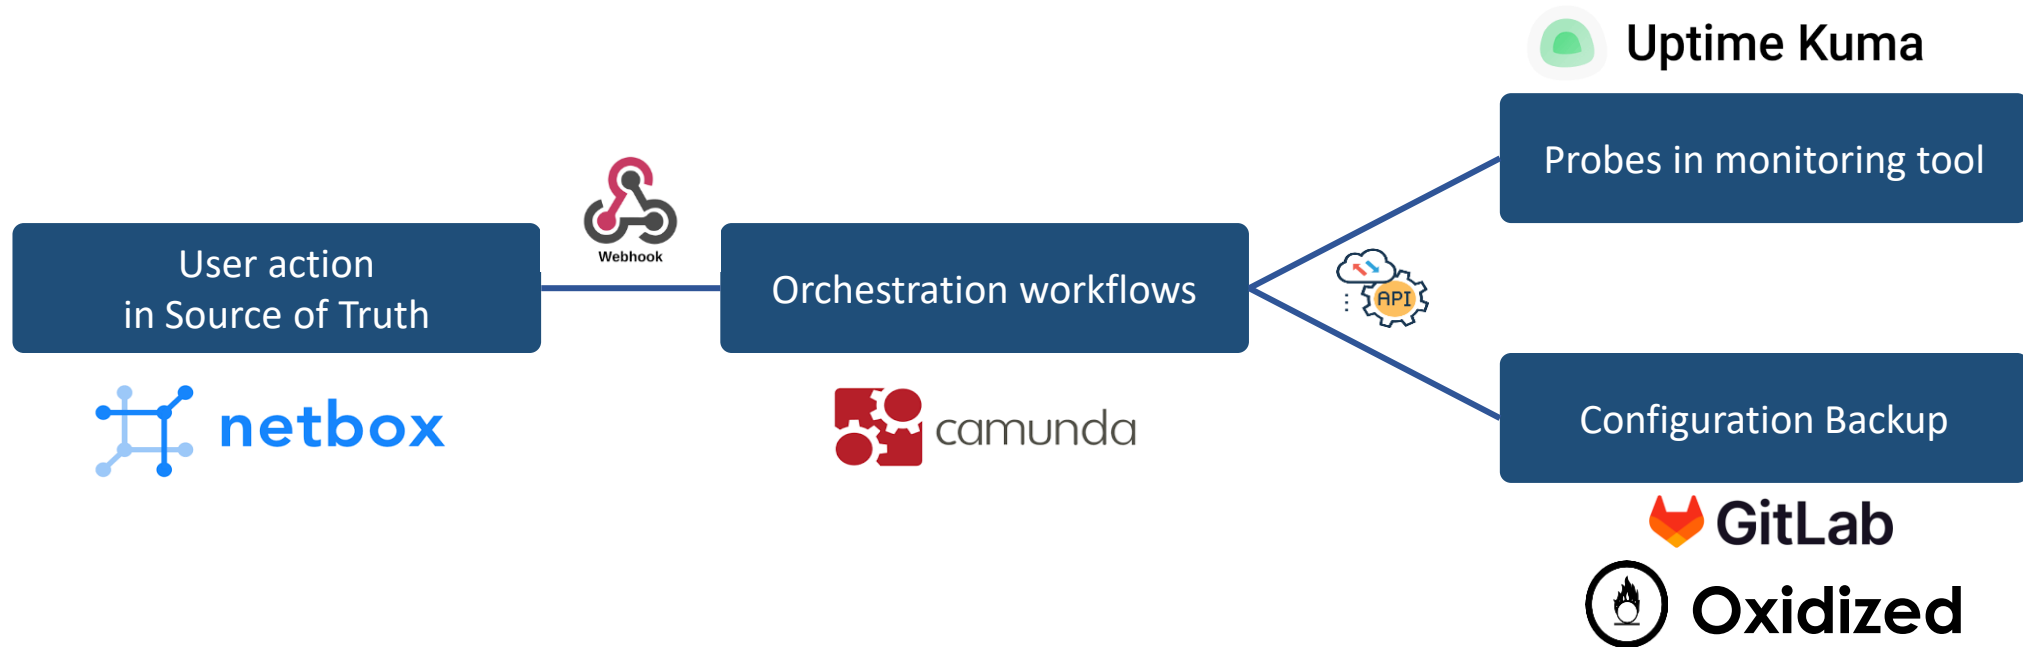 Uptime Kuma
Probes in monitoring tool
Webhook
User action
in Source of Truth
Orchestration workflows
API
netbox
camunda
Configuration Backup
GitLab
Oxidized